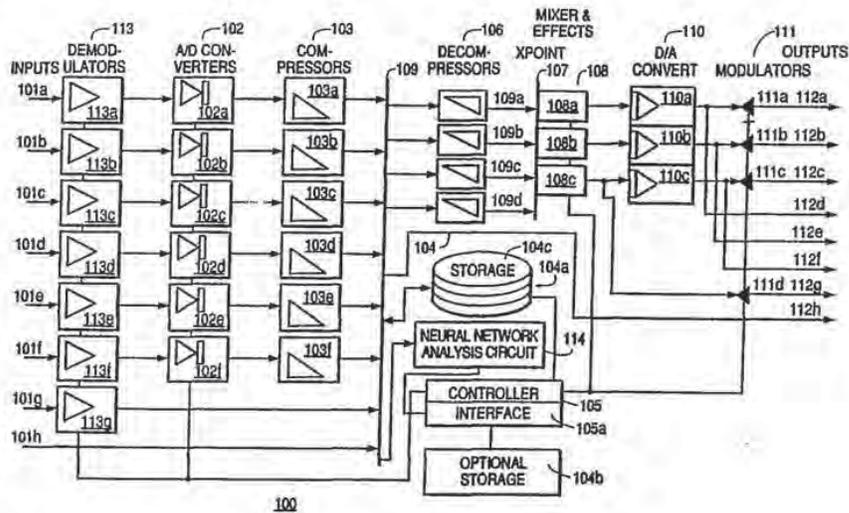 113
DEMOD-
ULATORS
102
A/D CON-
VERTERS
103
COM-
PRESSORS
106
DECOM-
PRESSORS
MIXER &
EFFECTS
XPOINT
107
108
110
D/A
CONVERT
111
MODULATORS
OUTPUTS
INPUTS
109
101a
113a
102a
103a
109a
108a
110a
111a
112a
101b
113b
102b
103b
109b
108b
110b
111b
112b
101c
113c
102c
103c
109c
108c
110c
111c
112c
109d
112d
101d
113d
102d
103d
104
104c
STORAGE
104a
112e
112f
101e
113e
102e
103e
111d
112g
112h
101f
113f
102f
103f
NEURAL NETWORK
ANALYSIS CIRCUIT
114
101g
113g
CONTROLLER
105
INTERFACE
105a
101h
OPTIONAL
STORAGE
104b
100